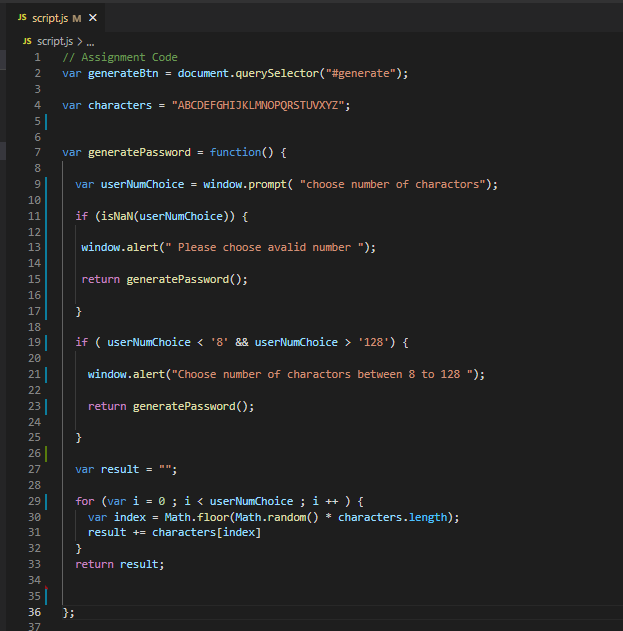 JS script.js M ×
JS script.js > ...
1 // Assignment Code
2 var generateBtn = document.querySelector("#generate");
3
4 var characters = "ABCDEFGHIJKLMNOPQRSTUVXYZ";
5
6
7 var generatePassword = function() {
8
9 var userNumChoice = window.prompt( "choose number of charactors");
10
11 if (isNaN(userNumChoice)) {
12
13 window.alert(" Please choose avalid number ");
14
15 return generatePassword();
16
17 }
18
19 if ( userNumChoice < '8' && userNumChoice > '128') {
20
21 window.alert("Choose number of charactors between 8 to 128 ");
22
23 return generatePassword();
24
25 }
26
27 var result = "";
28
29 for (var i = 0 ; i < userNumChoice ; i ++ ) {
30 var index = Math.floor(Math.random() * characters.length);
31 result += characters[index]
32 }
33 return result;
34
35
36 };
37